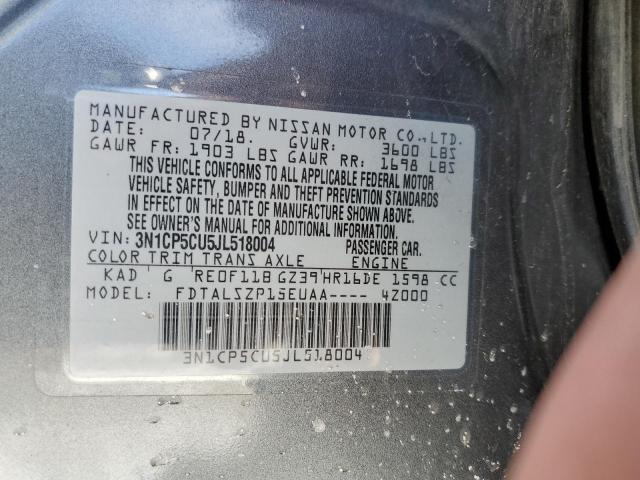 MANUFACTURED BY NISSAN MOTOR CO.,LTD.
DATE: 07/18. GVWR: 3600 LBS
GAWR FR: 1903 LBS GAWR RR: 1698 LBS
THIS VEHICLE CONFORMS TO ALL APPLICABLE FEDERAL MOTOR
VEHICLE SAFETY, BUMPER AND THEFT PREVENTION STANDARDS
IN EFFECT ON THE DATE OF MANUFACTURE SHOWN ABOVE.
SEE OWNER'S MANUAL FOR ADDITIONAL INFORMATION.
VIN: 3N1CP5CU5JL518004 PASSENGER CAR.
COLOR TRIM TRANS AXLE ENGINE
KAD G RE0F11B GZ39 HR16DE 1598 CC
MODEL: FDTALSZP15EUAA---- 4Z000
3N1CP5CU5JL518004